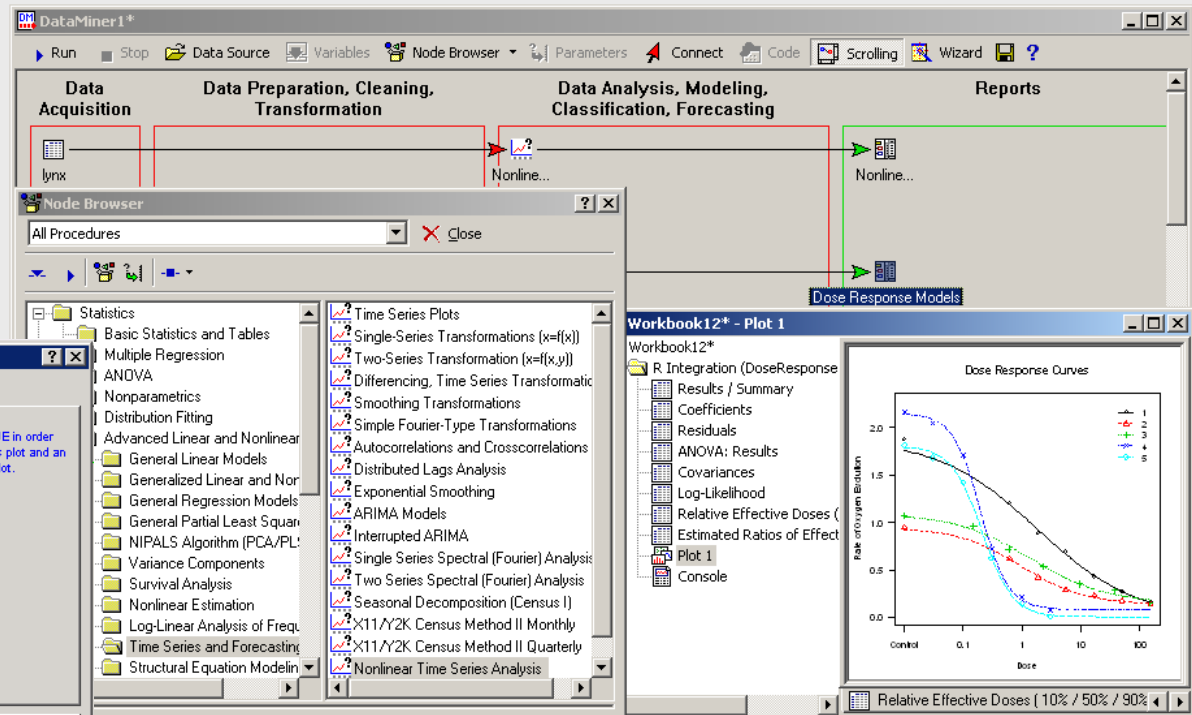 DataMiner1*
Run Stop Data Source Variables Node Browser Parameters Connect Code Scrolling Wizard ?
Data Acquisition
Data Preparation, Cleaning, Transformation
Data Analysis, Modeling, Classification, Forecasting
Reports
lynx
Nonline...
Nonline...
Dose Response Models
Node Browser
All Procedures
Close
Statistics
Basic Statistics and Tables
Multiple Regression
ANOVA
Nonparametrics
Distribution Fitting
Advanced Linear and Nonlinear
General Linear Models
Generalized Linear and Non
General Regression Models
General Partial Least Squar
NIPALS Algorithm (PCA/PLS
Variance Components
Survival Analysis
Nonlinear Estimation
Log-Linear Analysis of Frequ
Time Series and Forecasting
Structural Equation Modelin
Time Series Plots
Single-Series Transformations (x=f(x))
Two-Series Transformation (x=f(x,y))
Differencing, Time Series Transformatio
Smoothing Transformations
Simple Fourier-Type Transformations
Autocorrelations and Crosscorrelations
Distributed Lags Analysis
Exponential Smoothing
ARIMA Models
Interrupted ARIMA
Single Series Spectral (Fourier) Analysis
Two Series Spectral (Fourier) Analysis
Seasonal Decomposition (Census I)
X11/Y2K Census Method II Monthly
X11/Y2K Census Method II Quarterly
Nonlinear Time Series Analysis
E in order
s plot and an
lot.
Workbook12* - Plot 1
Workbook12*
R Integration (DoseResponse
Results / Summary
Coefficients
Residuals
ANOVA: Results
Covariances
Log-Likelihood
Relative Effective Doses (
Estimated Ratios of Effect
Plot 1
Console
Dose Response Curves
1
2
3
4
5
Rate of Oxygen Evolution
2.0
1.5
1.0
0.5
0.0
Control 0.1 1 10 100
Dose
Relative Effective Doses ( 10% / 50% / 90%